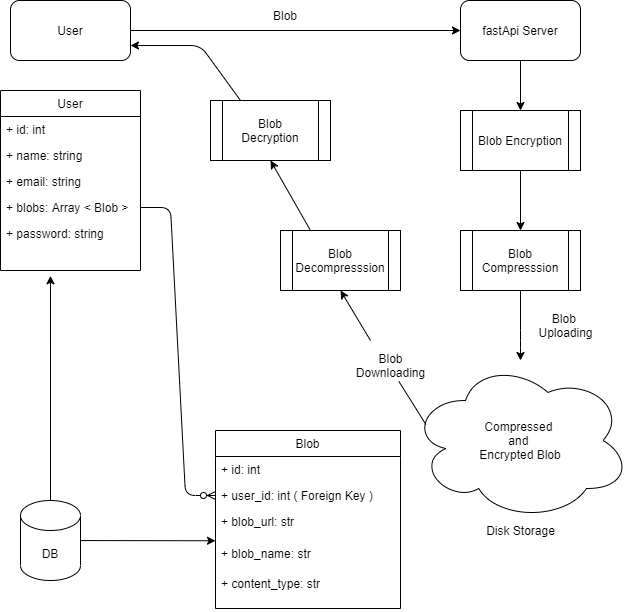 User
Blob
fastApi Server
User
+ id: int
+ name: string
+ email: string
+ blobs: Array < Blob >
+ password: string
Blob
Decryption
Blob Encryption
Blob
Decompresssion
Blob
Compresssion
Blob
Uploading
Blob
Downloading
Compressed
and
Encrypted Blob
Disk Storage
Blob
+ id: int
+ user_id: int ( Foreign Key )
+ blob_url: str
+ blob_name: str
+ content_type: str
DB